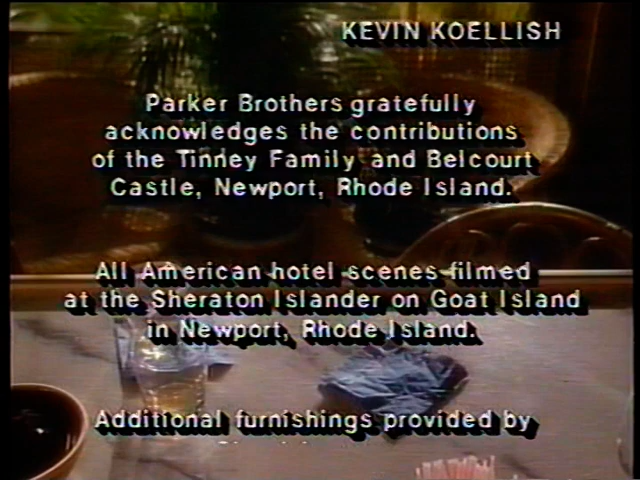 KEVIN KOELLISH
Parker Brothers gratefully
acknowledges the contributions
of the Tinney Family and Belcourt
Castle, Newport, Rhode Island.
All American hotel scenes filmed
at the Sheraton Islander on Goat Island
in Newport, Rhode Island.
Additional furnishings provided by